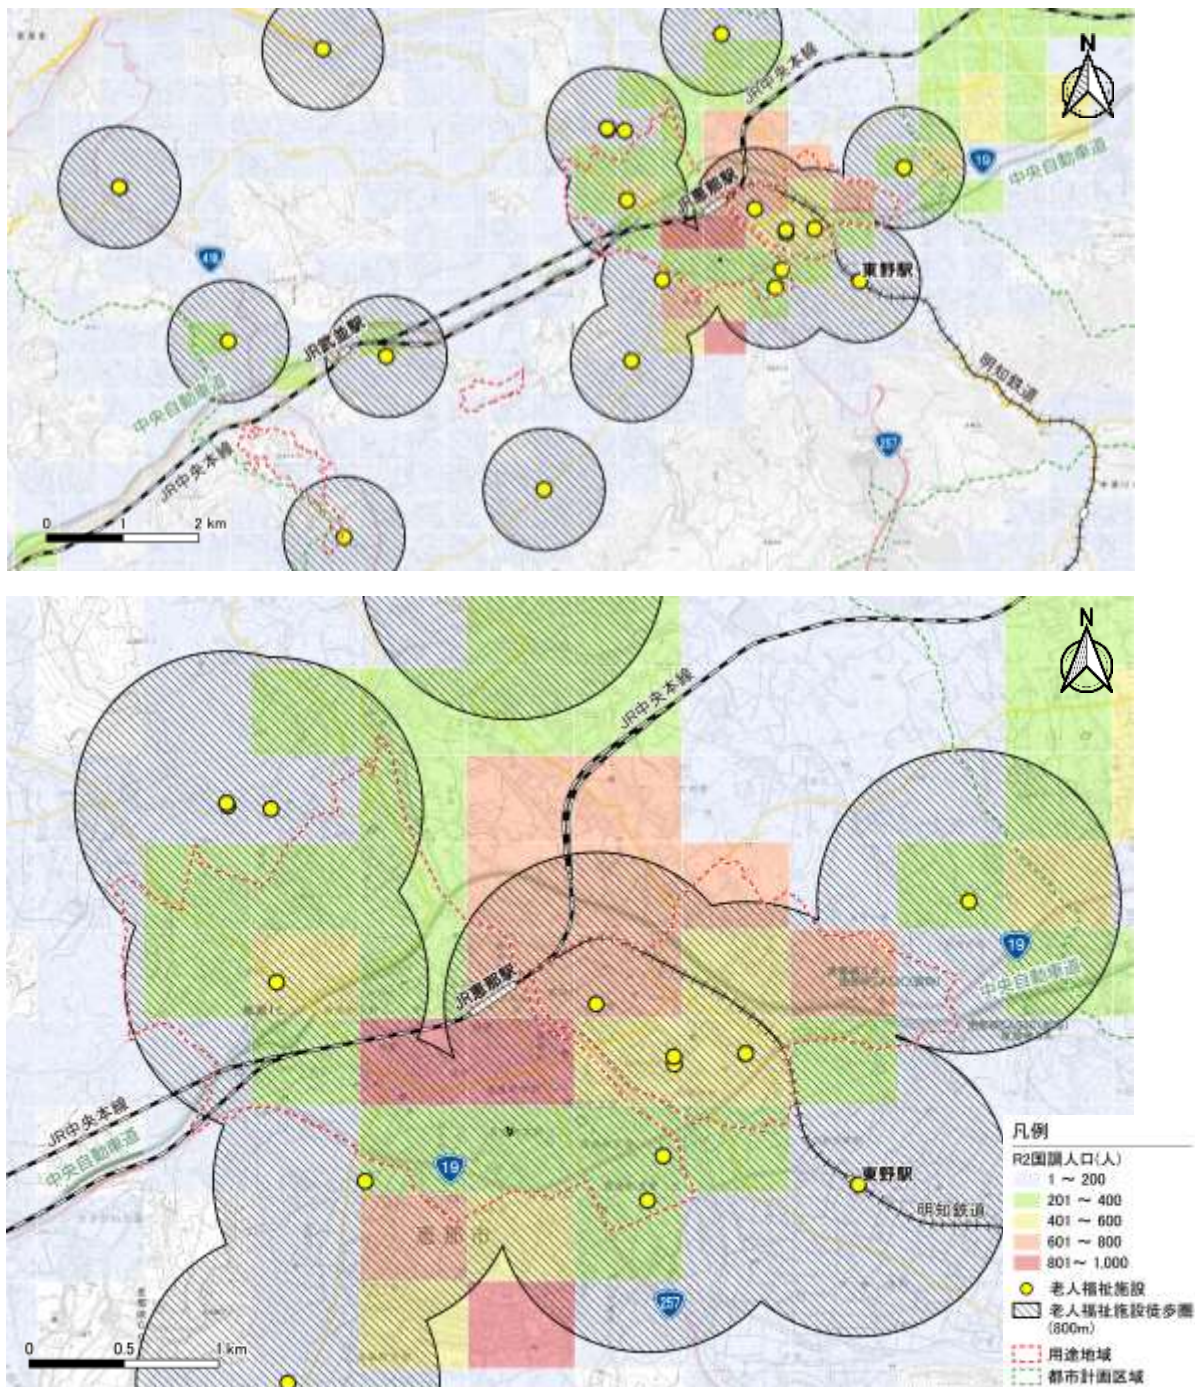 N
JR中央本線
19
中央自動車道
JR恵那駅
418
東野駅
JR武並駅
明知鉄道
中央自動車道
257
JR中央本線
0 1 2 km
N
JR中央本線
19
中央自動車道
JR恵那駅
JR中央本線
中央自動車道
19
東野駅
明知鉄道
恵那市
257
0 0.5 1 km
凡例
R2国調人口(人)
1 ～ 200
201 ～ 400
401 ～ 600
601 ～ 800
801～ 1,000
老人福祉施設
老人福祉施設徒歩圏
(800m)
用途地域
都市計画区域